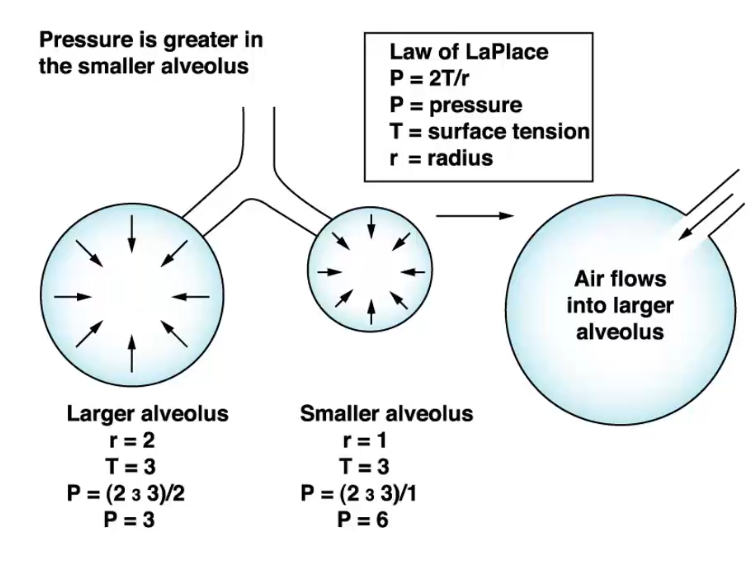 Pressure is greater in
the smaller alveolus
Law of LaPlace
P = 2T/r
P = pressure
T = surface tension
r = radius
Air flows
into larger
alveolus
Larger alveolus
r = 2
T = 3
P = (2 3 3)/2
P = 3
Smaller alveolus
r = 1
T = 3
P = (2 3 3)/1
P = 6